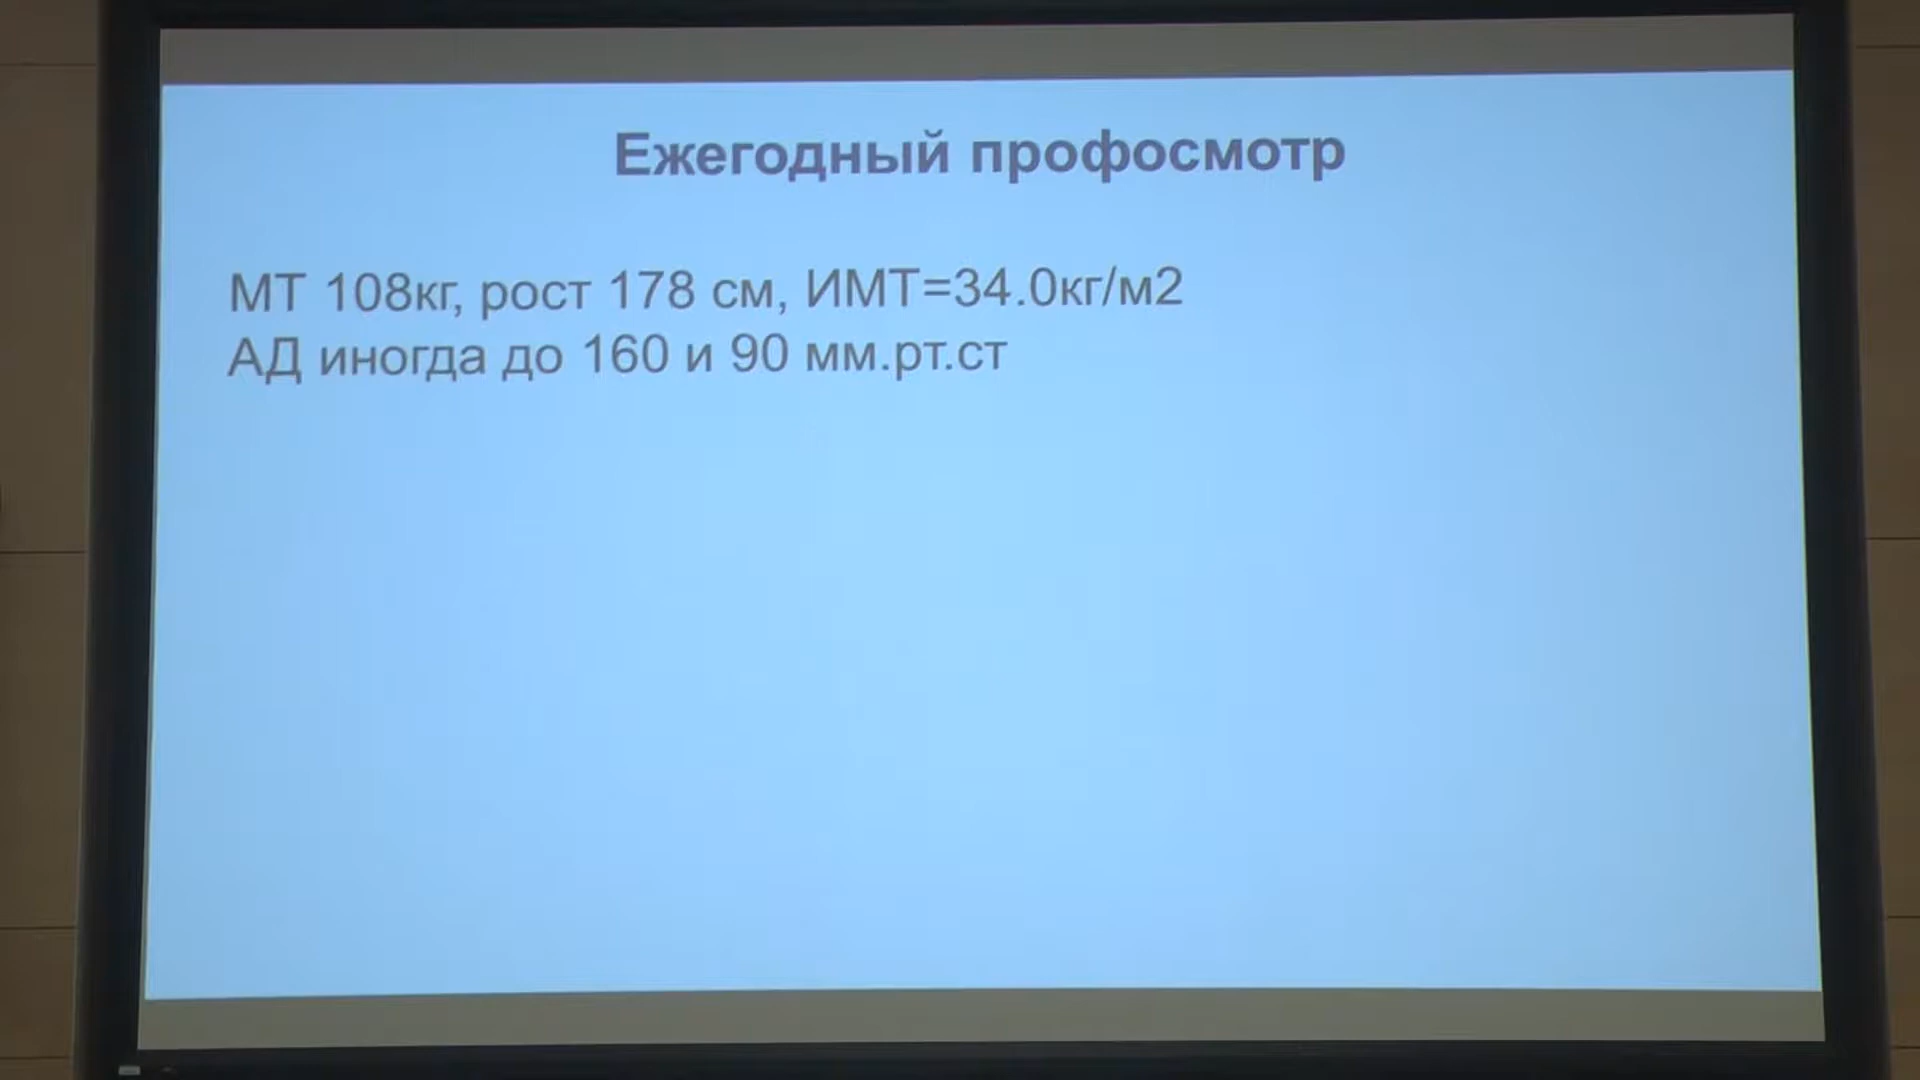 Ежегодный профосмотр
МТ 108кг, рост 178 см, ИМТ=34.0кг/м2
АД иногда до 160 и 90 мм.рт.ст